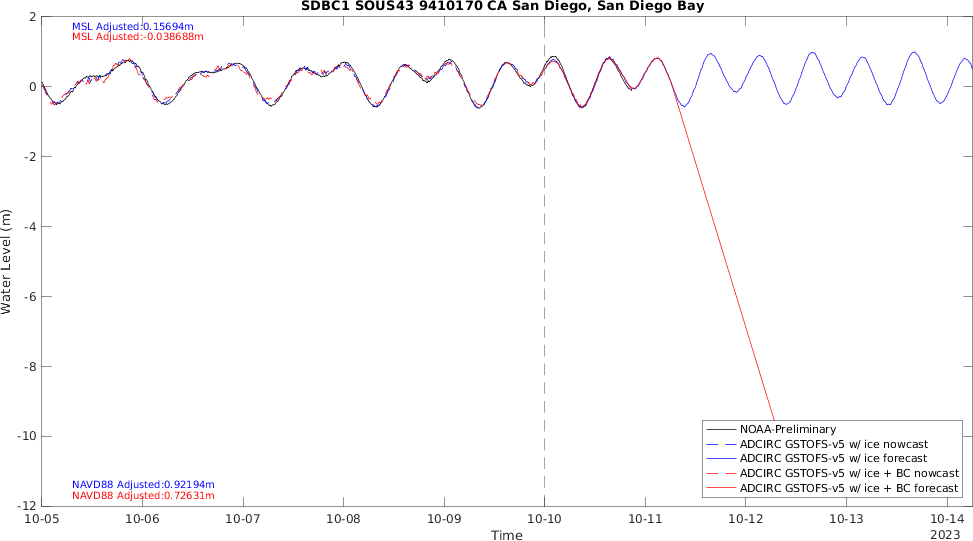 SDBC1 SOUS43 9410170 CA San Diego, San Diego Bay
MSL Adjusted:0.15694m
MSL Adjusted:-0.038688m
2
0
-2
-4
-6
-8
-10
-12
Water Level (m)
NOAA-Preliminary
ADCIRC GSTOFS-v5 w/ ice nowcast
ADCIRC GSTOFS-v5 w/ ice forecast
ADCIRC GSTOFS-v5 w/ ice + BC nowcast
ADCIRC GSTOFS-v5 w/ ice + BC forecast
NAVD88 Adjusted:0.92194m
NAVD88 Adjusted:0.72631m
10-05 10-06 10-07 10-08 10-09 10-10 10-11 10-12 10-13 10-14
2023
Time